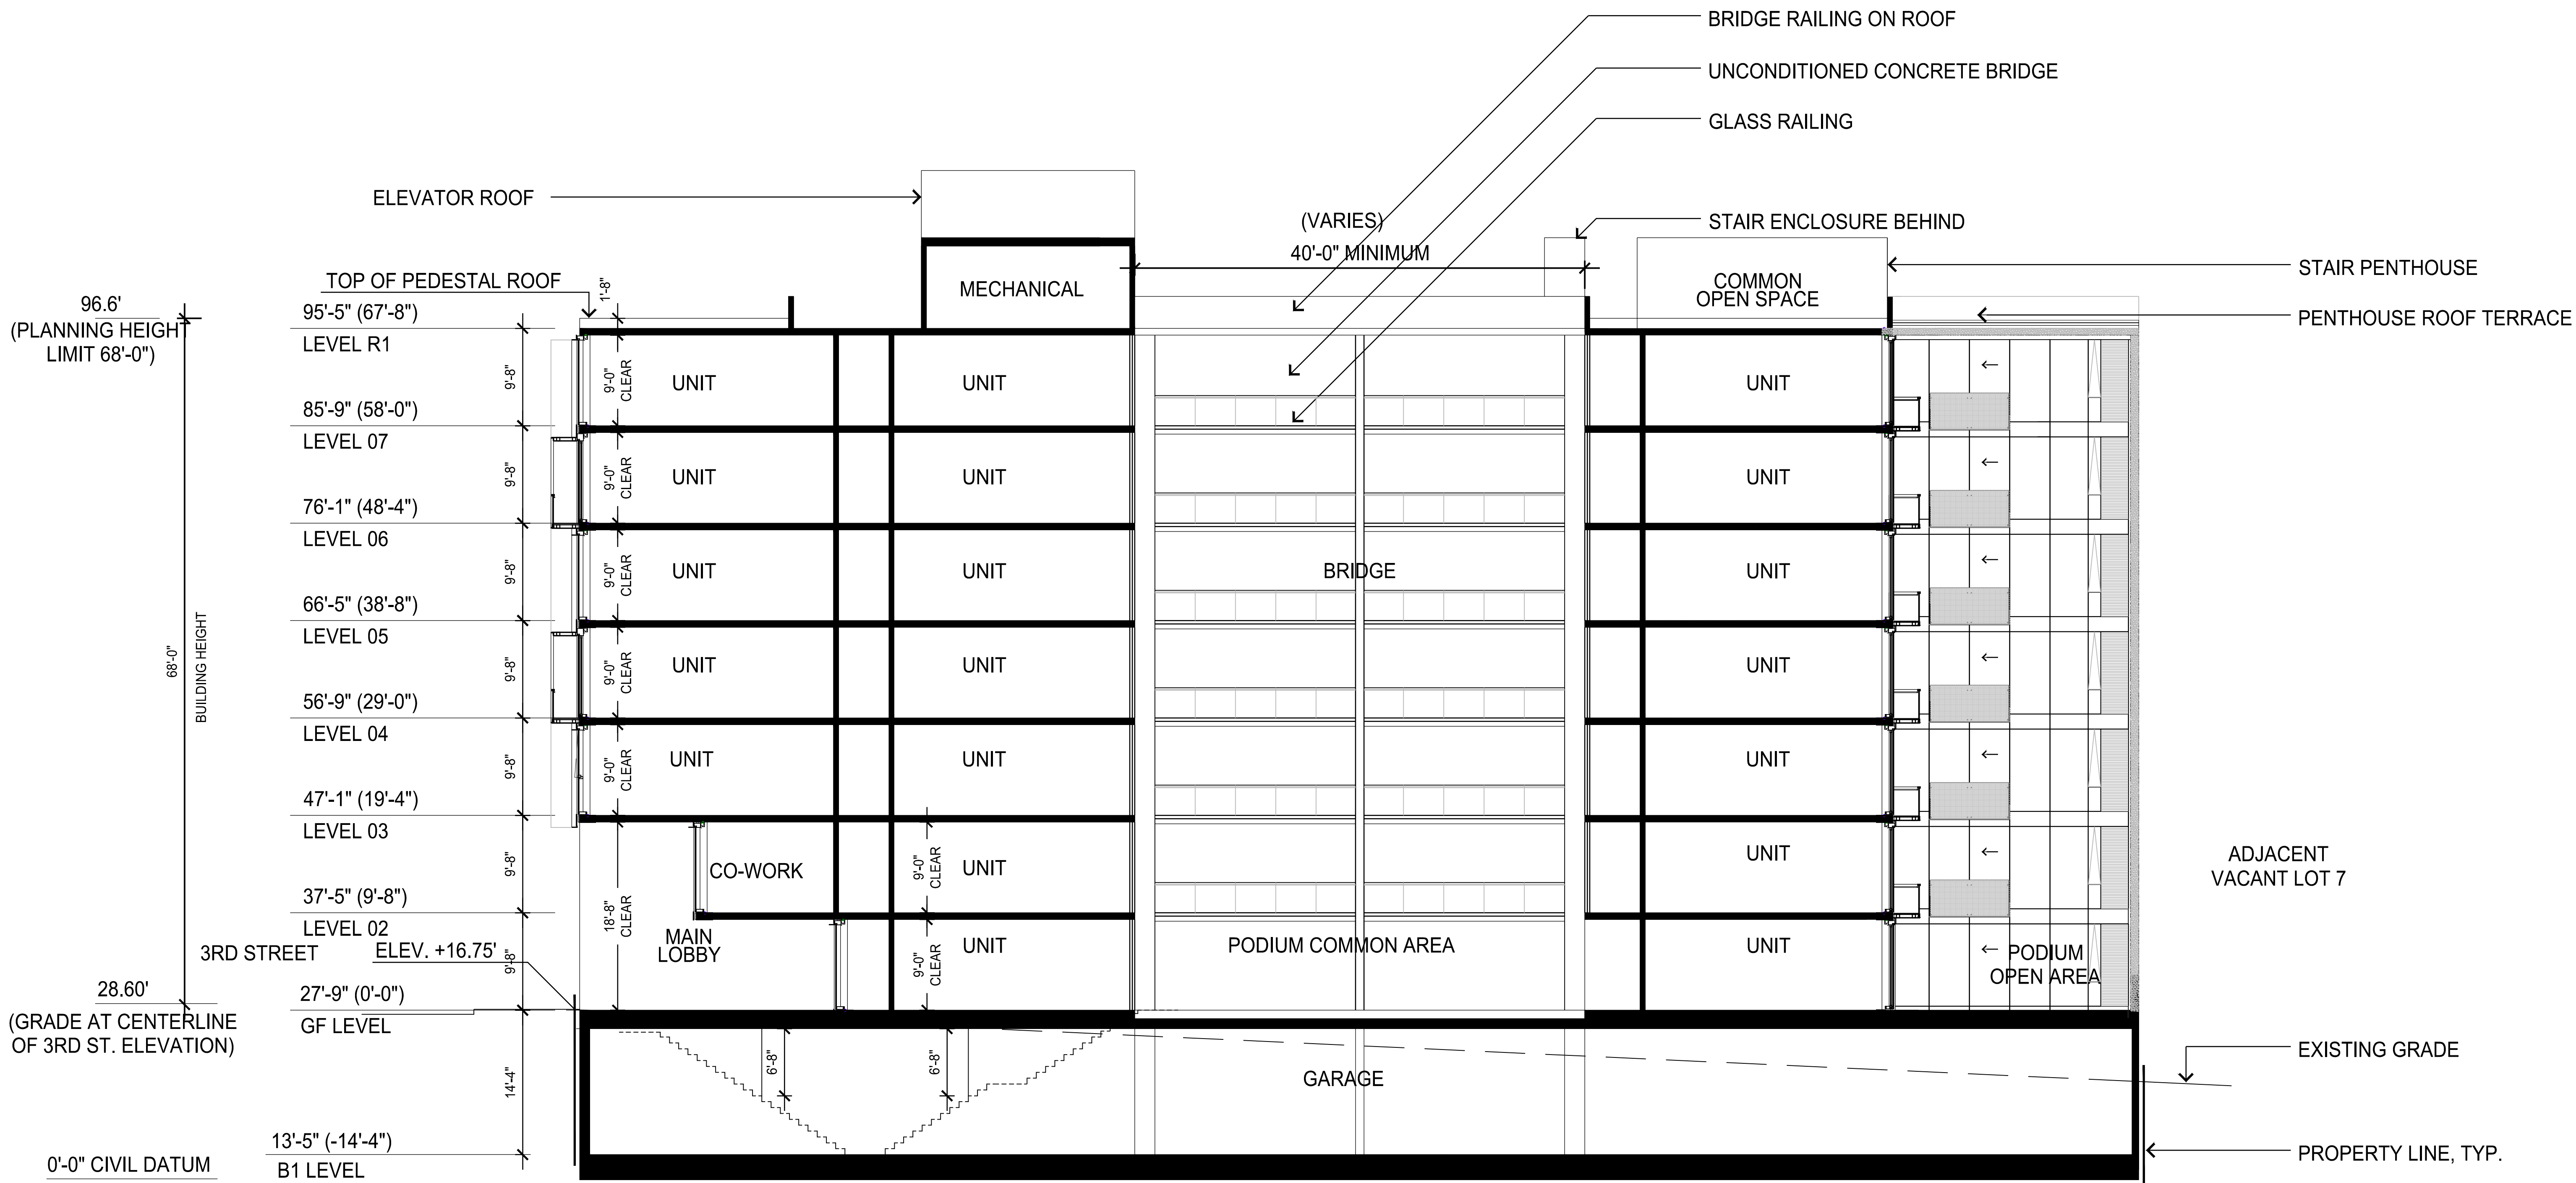 BRIDGE RAILING ON ROOF
UNCONDITIONED CONCRETE BRIDGE
GLASS RAILING
ELEVATOR ROOF
(VARIES)
40'-0" MINIMUM
STAIR ENCLOSURE BEHIND
STAIR PENTHOUSE
PENTHOUSE ROOF TERRACE
TOP OF PEDESTAL ROOF
1'-8"
MECHANICAL
COMMON
OPEN SPACE
96.6'
(PLANNING HEIGHT
LIMIT 68'-0")
68'-0"
BUILDING HEIGHT
95'-5" (67'-8")
LEVEL R1
9'-8"
9'-0"
CLEAR
UNIT
UNIT
UNIT
85'-9" (58'-0")
LEVEL 07
9'-8"
9'-0"
CLEAR
UNIT
UNIT
UNIT
76'-1" (48'-4")
LEVEL 06
9'-8"
9'-0"
CLEAR
UNIT
UNIT
BRIDGE
UNIT
66'-5" (38'-8")
LEVEL 05
9'-8"
9'-0"
CLEAR
UNIT
UNIT
UNIT
56'-9" (29'-0")
LEVEL 04
9'-8"
9'-0"
CLEAR
UNIT
UNIT
UNIT
47'-1" (19'-4")
LEVEL 03
9'-8"
18'-8"
CLEAR
CO-WORK
9'-0"
CLEAR
UNIT
UNIT
ADJACENT
VACANT LOT 7
37'-5" (9'-8")
LEVEL 02
9'-8"
3RD STREET
ELEV. +16.75'
MAIN
LOBBY
9'-0"
CLEAR
UNIT
PODIUM COMMON AREA
UNIT
PODIUM
OPEN AREA
28.60'
(GRADE AT CENTERLINE
OF 3RD ST. ELEVATION)
27'-9" (0'-0")
GF LEVEL
14'-4"
6'-8"
6'-8"
GARAGE
EXISTING GRADE
13'-5" (-14'-4")
B1 LEVEL
0'-0" CIVIL DATUM
PROPERTY LINE, TYP.